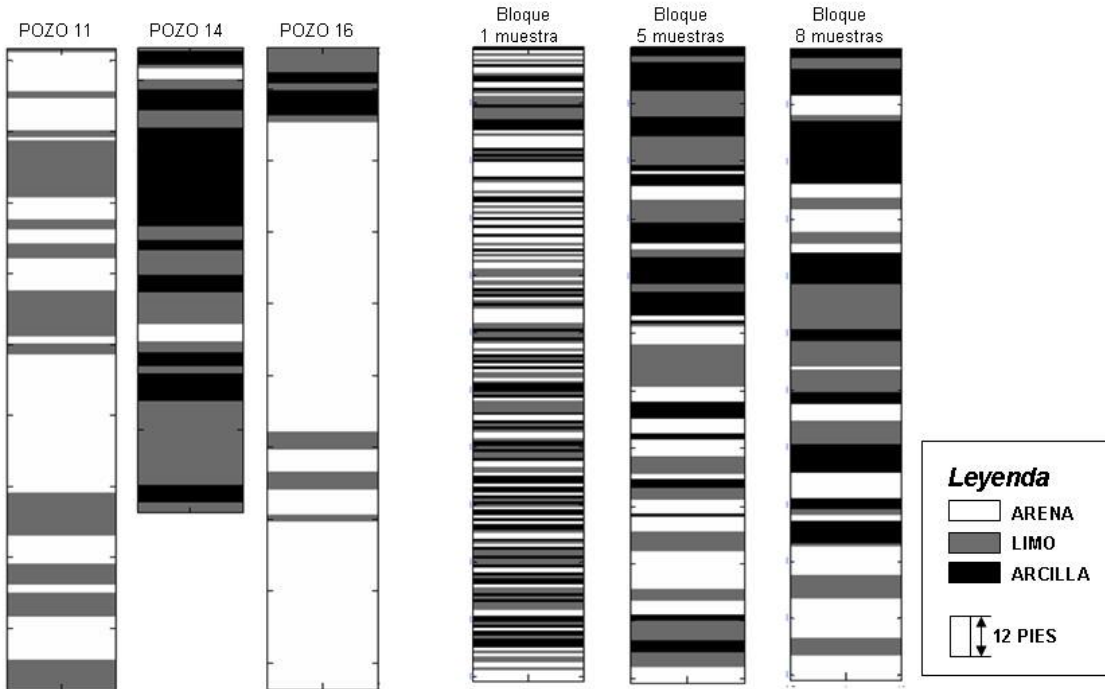 POZO 11
POZO 14
POZO 16
Bloque
1 muestra
Bloque
5 muestras
Bloque
8 muestras
Leyenda
ARENA
LIMO
ARCILLA
12 PIES